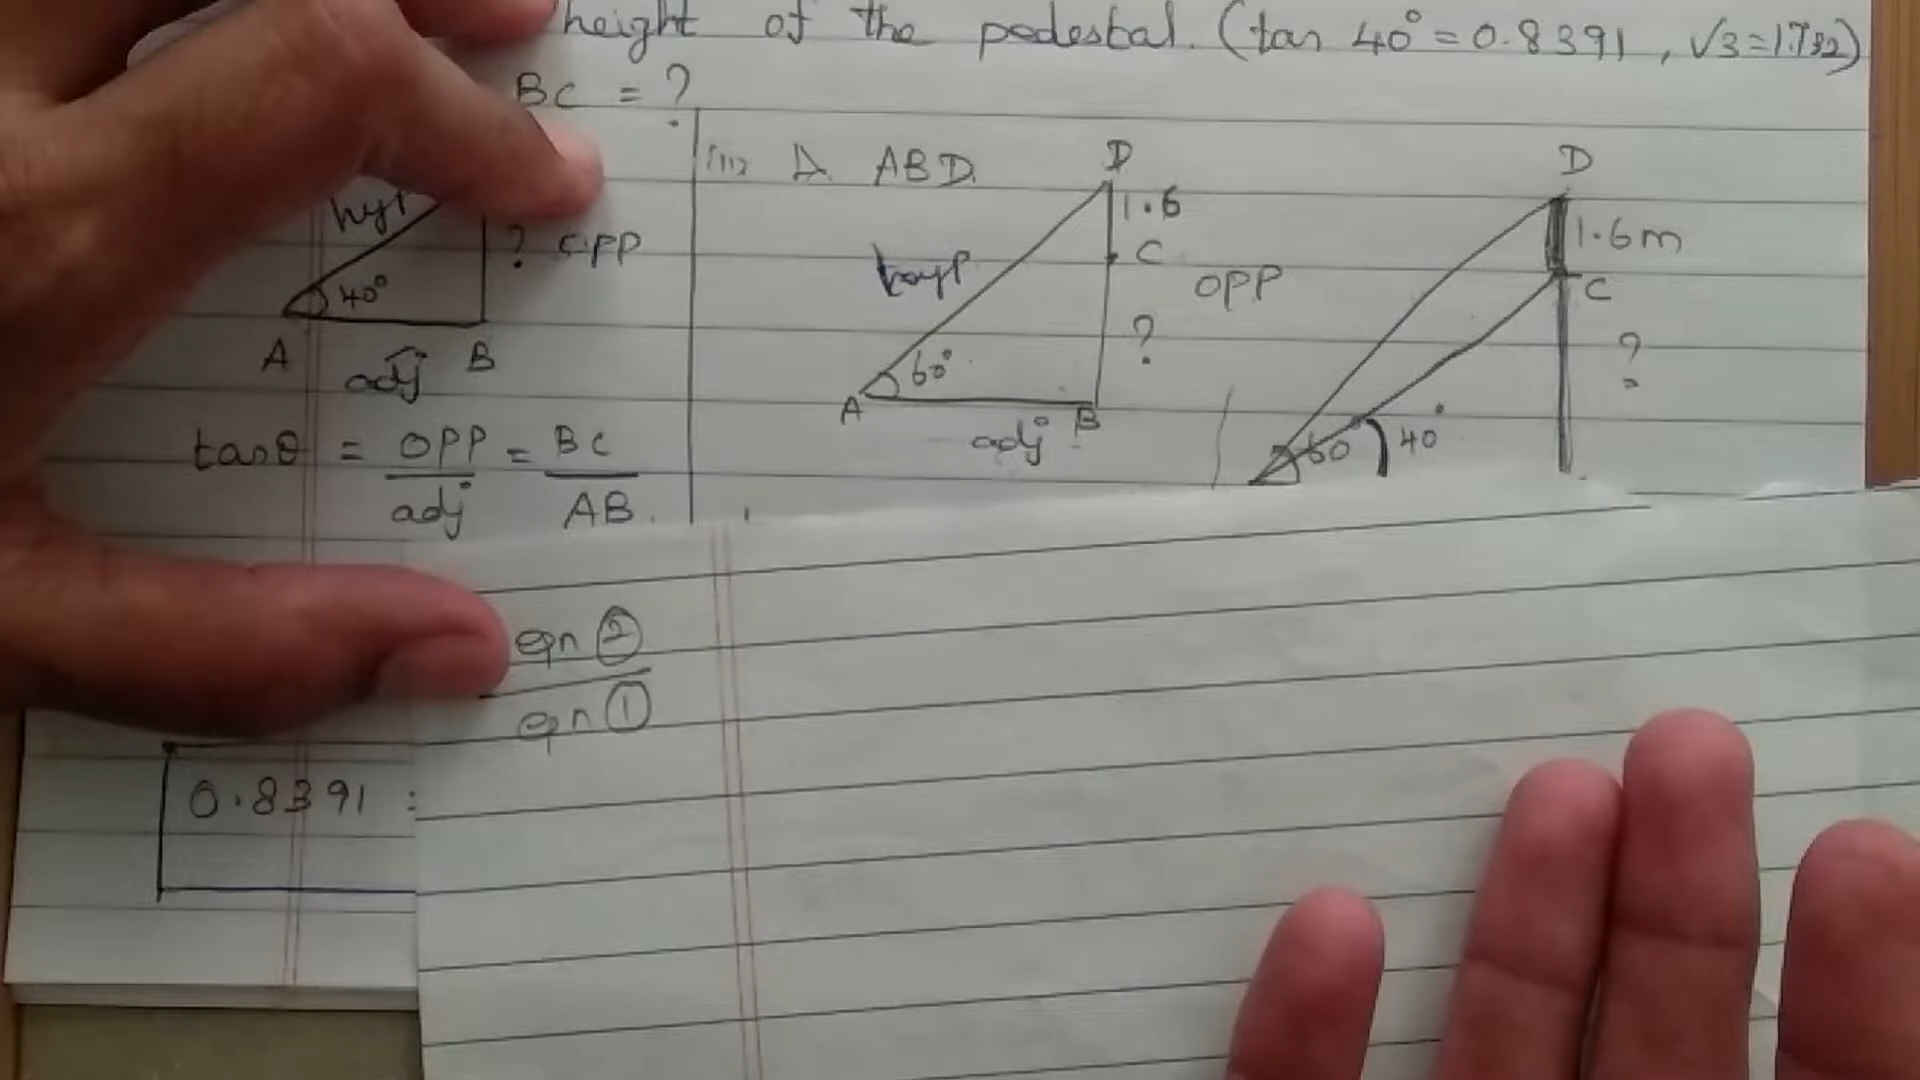 height of the pedestal. (tan 40° = 0.8391, √3 = 1.732)
BC = ?
hyp
? opp
40°
A B
adj
tanθ = opp = BC
adj AB.
In Δ ABD.
D
1.6
C
hyp
opp
?
60°
A B
adj
D
1.6m
C
?
60 40°
eqn ②
eqn ①
0.8391 =